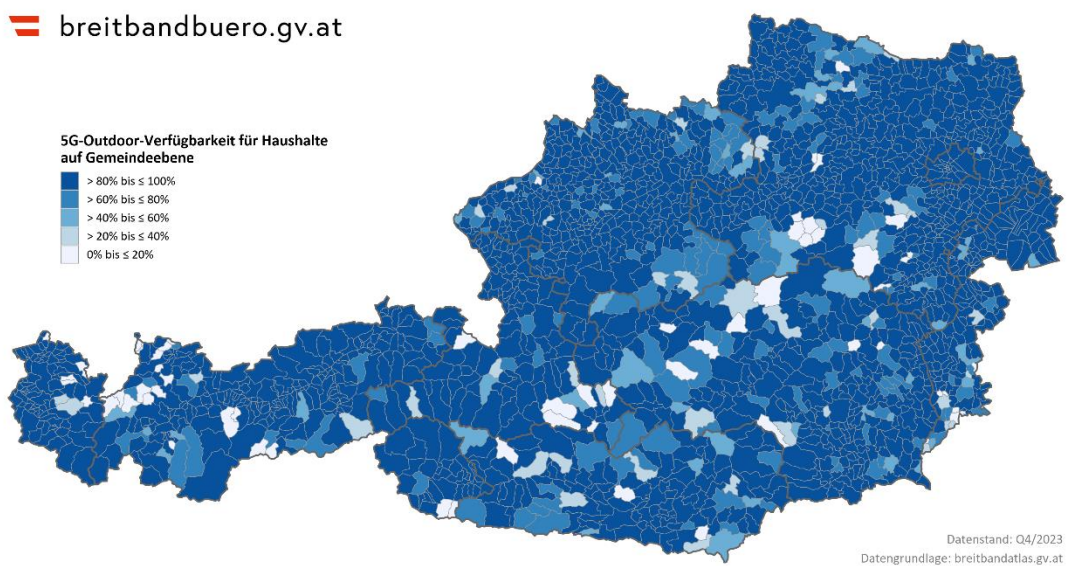 breitbandbuero.gv.at
5G-Outdoor-Verfügbarkeit für Haushalte
auf Gemeindeebene
> 80% bis ≤ 100%
> 60% bis ≤ 80%
> 40% bis ≤ 60%
> 20% bis ≤ 40%
0% bis ≤ 20%
Datenstand: Q4/2023
Datengrundlage: breitbandatlas.gv.at